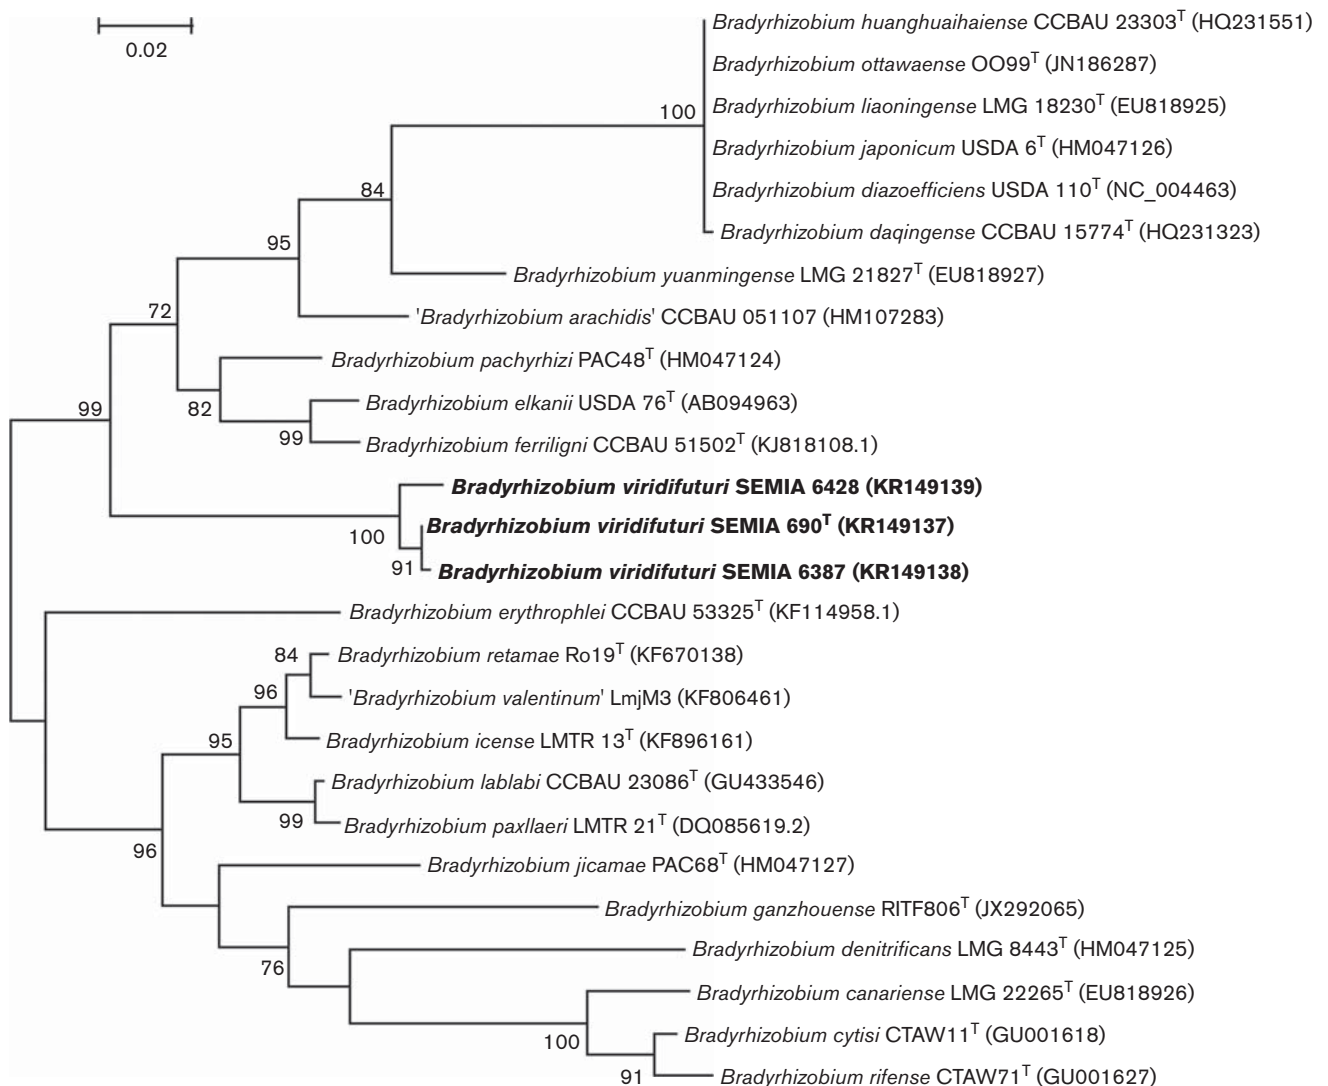 0.02
Bradyrhizobium huanghuaihaiense CCBAU 23303T (HQ231551)
Bradyrhizobium ottawaense OO99T (JN186287)
100
Bradyrhizobium liaoningense LMG 18230T (EU818925)
Bradyrhizobium japonicum USDA 6T (HM047126)
84
Bradyrhizobium diazoefficiens USDA 110T (NC_004463)
Bradyrhizobium daqingense CCBAU 15774T (HQ231323)
95
Bradyrhizobium yuanmingense LMG 21827T (EU818927)
72
'Bradyrhizobium arachidis' CCBAU 051107 (HM107283)
Bradyrhizobium pachyrhizi PAC48T (HM047124)
99
82
Bradyrhizobium elkanii USDA 76T (AB094963)
99
Bradyrhizobium ferriligni CCBAU 51502T (KJ818108.1)
Bradyrhizobium viridifuturi SEMIA 6428 (KR149139)
100
Bradyrhizobium viridifuturi SEMIA 690T (KR149137)
91
Bradyrhizobium viridifuturi SEMIA 6387 (KR149138)
Bradyrhizobium erythrophlei CCBAU 53325T (KF114958.1)
84
Bradyrhizobium retamae Ro19T (KF670138)
96
'Bradyrhizobium valentinum' LmjM3 (KF806461)
95
Bradyrhizobium icense LMTR 13T (KF896161)
Bradyrhizobium lablabi CCBAU 23086T (GU433546)
99
Bradyrhizobium paxllaeri LMTR 21T (DQ085619.2)
96
Bradyrhizobium jicamae PAC68T (HM047127)
Bradyrhizobium ganzhouense RITF806T (JX292065)
76
Bradyrhizobium denitrificans LMG 8443T (HM047125)
Bradyrhizobium canariense LMG 22265T (EU818926)
100
Bradyrhizobium cytisi CTAW11T (GU001618)
91
Bradyrhizobium rifense CTAW71T (GU001627)